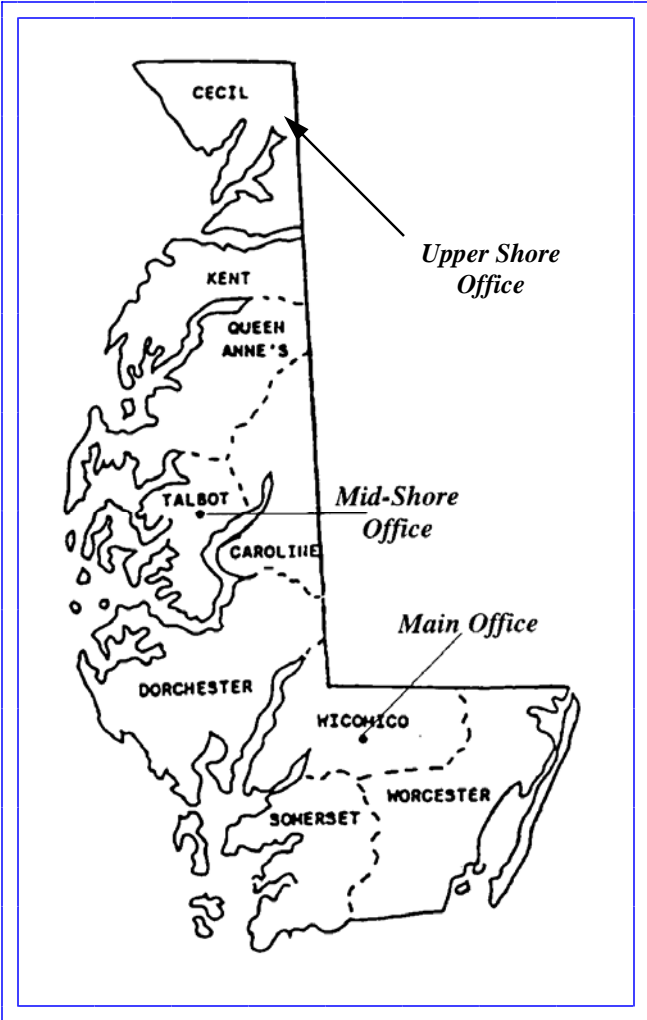 CECIL
Upper Shore
Office
KENT
QUEEN
ANNE'S
Mid-Shore
Office
TALBOT
CAROLINE
Main Office
DORCHESTER
WICOMICO
WORCESTER
SOMERSET